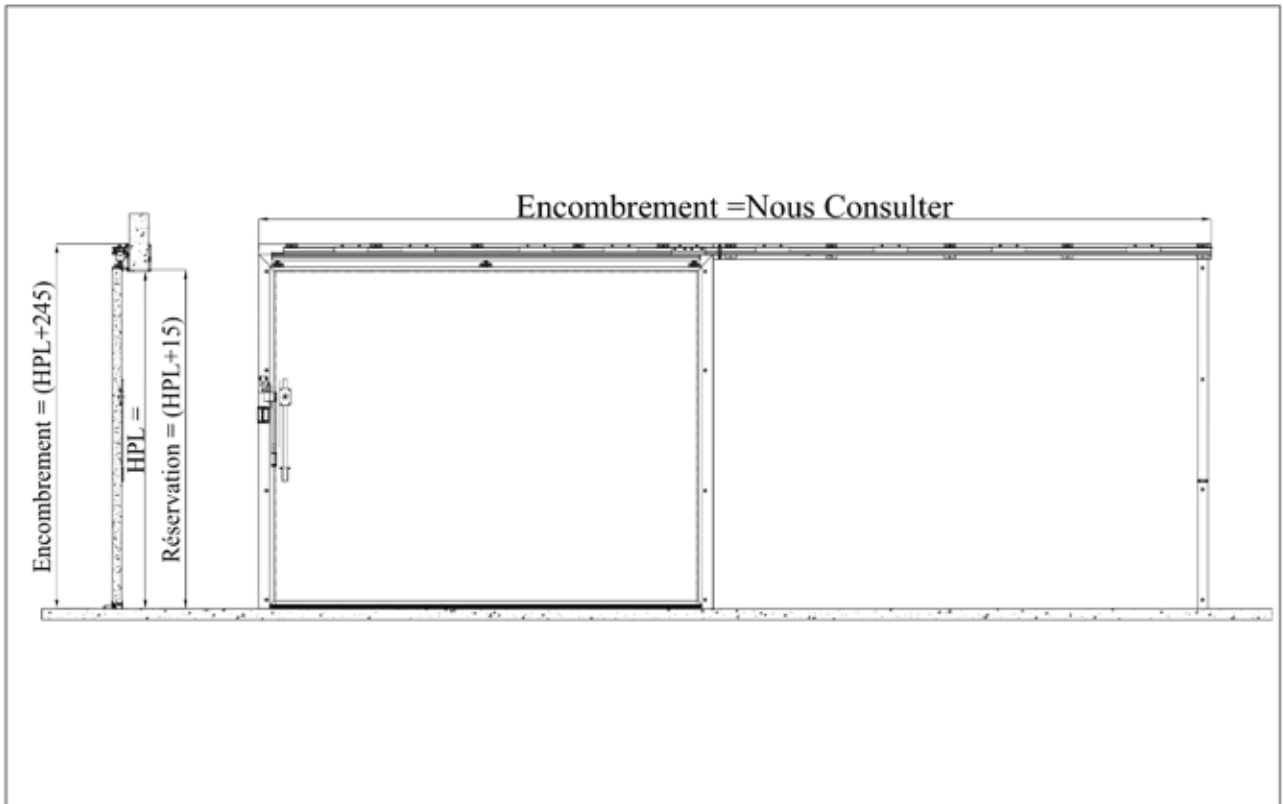 Encombrement =Nous Consulter
Encombrement = (HPL+245)
HPL =
Réservation = (HPL+15)